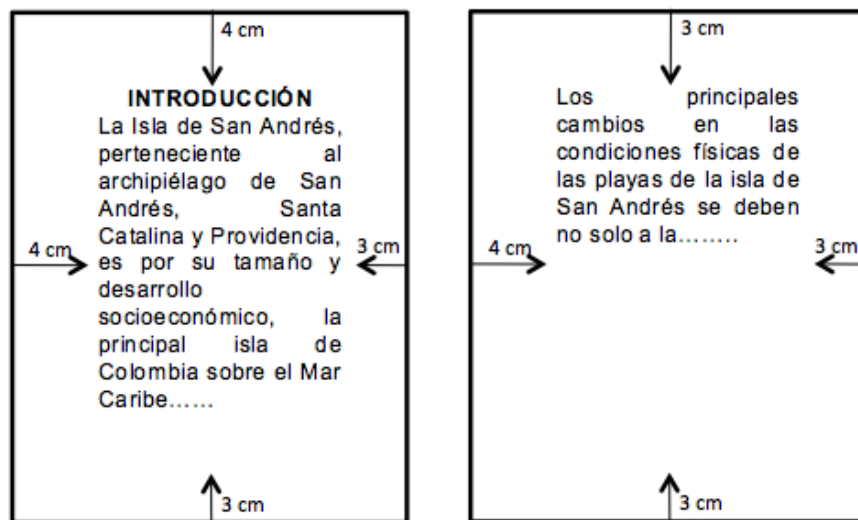 4 cm
INTRODUCCIÓN
La Isla de San Andrés,
perteneciente al
archipiélago de San
Andrés, Santa
Catalina y Providencia,
es por su tamaño y
desarrollo
socioeconómico, la
principal isla de
Colombia sobre el Mar
Caribe......
4 cm
3 cm
3 cm
3 cm
Los principales
cambios en las
condiciones físicas de
las playas de la isla de
San Andrés se deben
no solo a la........
4 cm
3 cm
3 cm